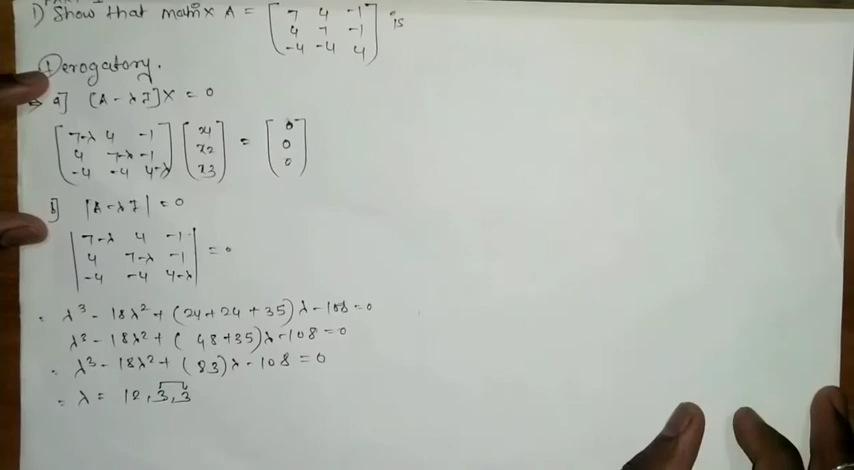 1) Show that matrix A = [ 7 4 -1 ] is
[ 4 7 -1 ]
[ -4 -4 4 ]
Derogatory.
⇒ a] [A - λI]X = 0
[ 7-λ 4 -1 ] [ x1 ] [ 0 ]
[ 4 7-λ -1 ] [ x2 ] = [ 0 ]
[ -4 -4 4-λ ] [ x3 ] [ 0 ]
b] |A - λI| = 0
| 7-λ 4 -1 |
| 4 7-λ -1 | = 0
| -4 -4 4-λ |
= λ³ - 18λ² + (24+24+35)λ - 108 = 0
λ³ - 18λ² + ( 48+35)λ - 108 = 0
= λ³ - 18λ² + ( 83)λ - 108 = 0
= λ = 12, 3, 3